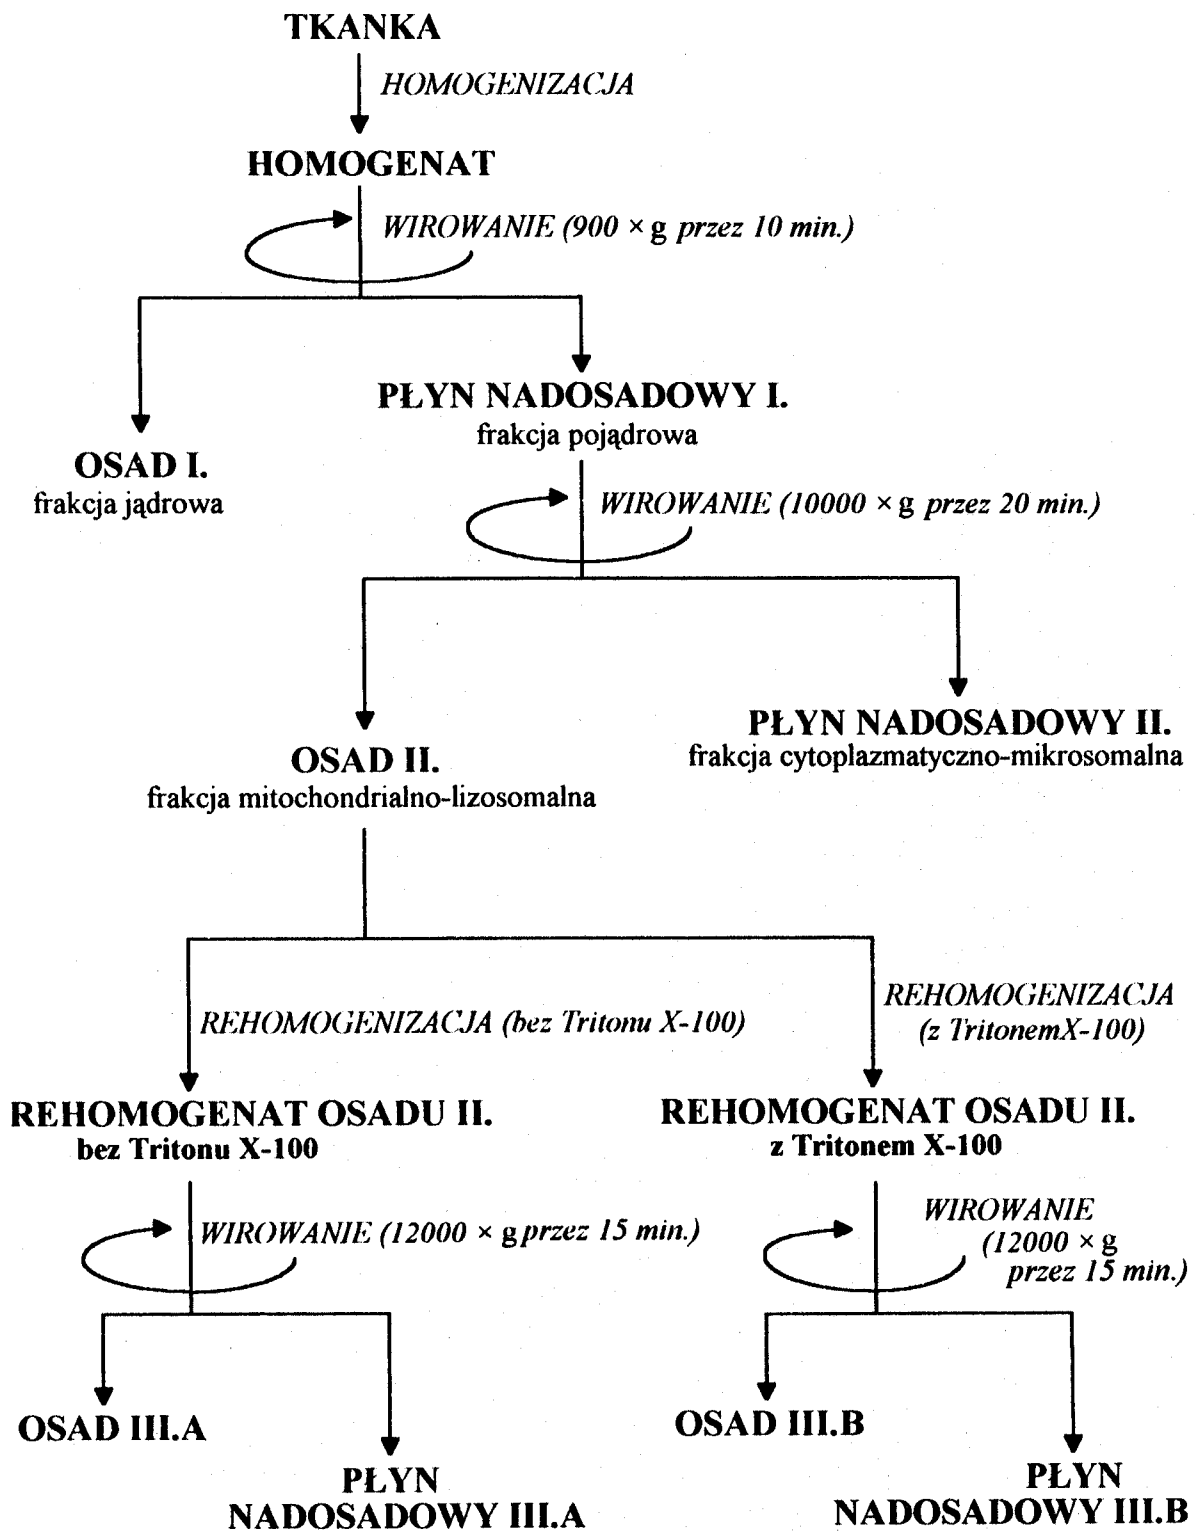 TKANKA
HOMOGENIZACJA
HOMOGENAT
WIROWANIE (900 × g przez 10 min.)
PŁYN NADOSADOWY I.
frakcja pojądrowa
OSAD I.
frakcja jądrowa
WIROWANIE (10000 × g przez 20 min.)
PŁYN NADOSADOWY II.
frakcja cytoplazmatyczno-mikrosomalna
OSAD II.
frakcja mitochondrialno-lizosomalna
REHOMOGENIZACJA (bez Tritonu X-100)
REHOMOGENIZACJA
(z TritonemX-100)
REHOMOGENAT OSADU II.
bez Tritonu X-100
REHOMOGENAT OSADU II.
z Tritonem X-100
WIROWANIE (12000 × g przez 15 min.)
WIROWANIE
(12000 × g
przez 15 min.)
OSAD III.A
PŁYN
NADOSADOWY III.A
OSAD III.B
PŁYN
NADOSADOWY III.B